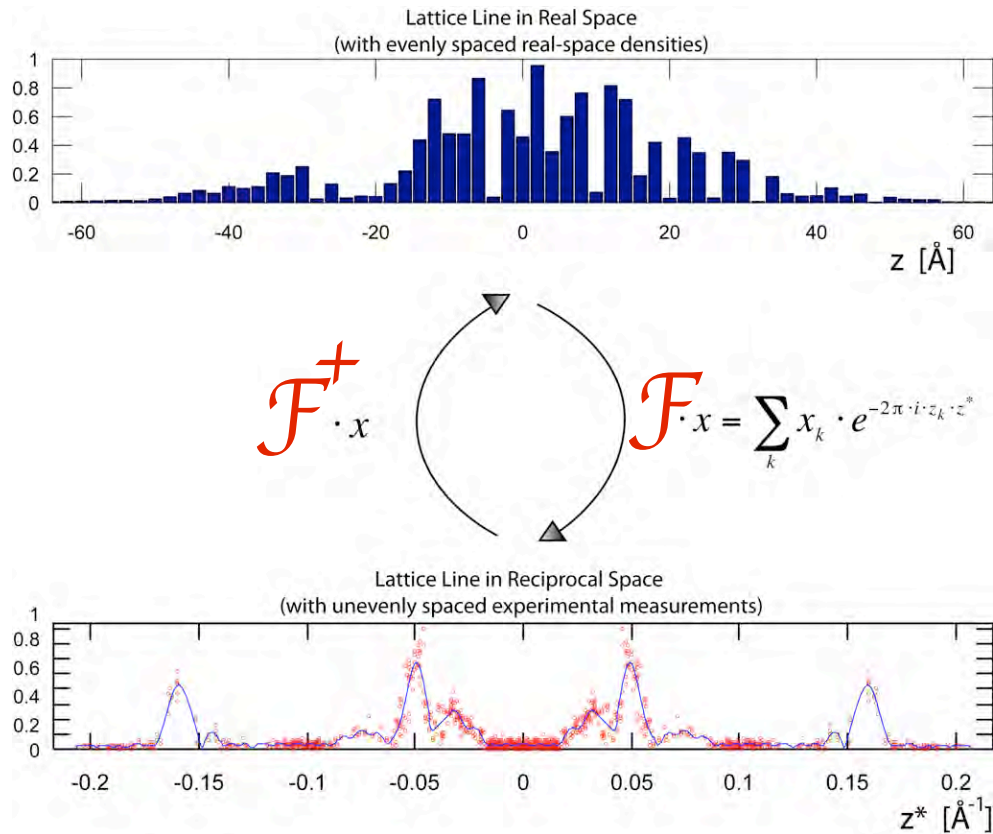 Lattice Line in Real Space
(with evenly spaced real-space densities)
1
0.8
0.6
0.4
0.2
0
-60 -40 -20 0 20 40 60
z [Å]
ℱ⁺ · x
ℱ · x = ∑ₖ xₖ · e^{-2π·i·zₖ·z*}
Lattice Line in Reciprocal Space
(with unevenly spaced experimental measurements)
1
0.8
0.6
0.4
0.2
0
-0.2 -0.15 -0.1 -0.05 0 0.05 0.1 0.15 0.2
z* [Å⁻¹]